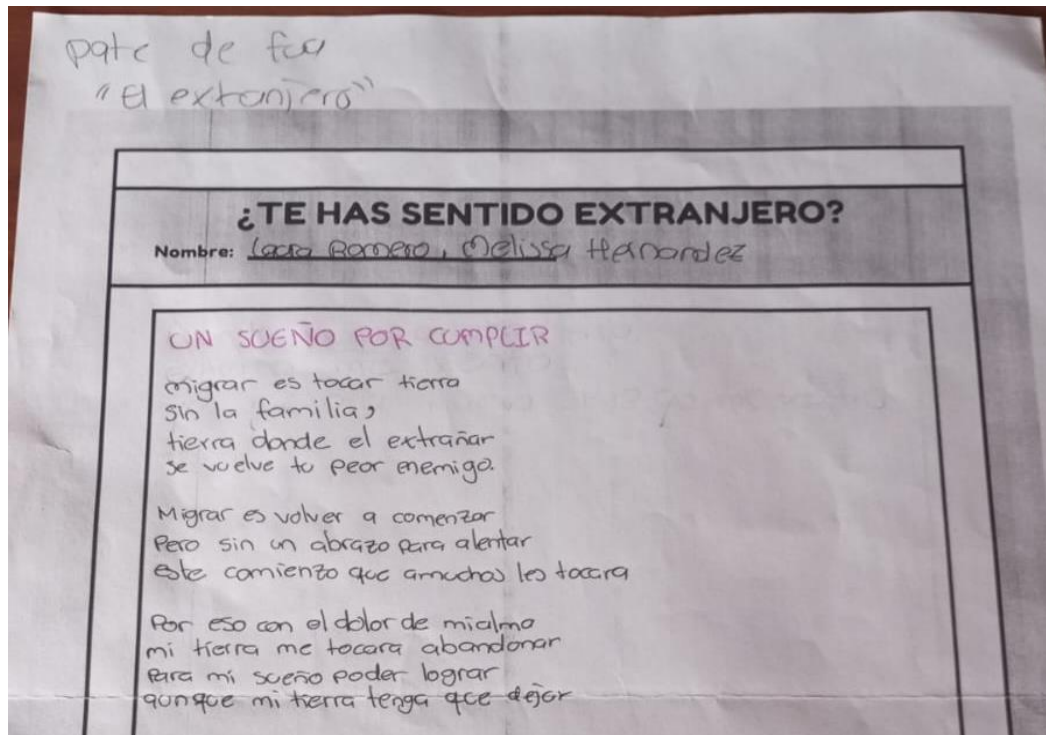 pate de fua
"El extranjero"
¿TE HAS SENTIDO EXTRANJERO?
Nombre: Laura Romero, Melissa Hernandez
UN SUEÑO POR CUMPLIR
migrar es tocar tierra
sin la familia,
tierra donde el extrañar
se vuelve tu peor enemigo.
Migrar es volver a comenzar
Pero sin un abrazo para alentar
este comienzo que amuchos les tocara
Por eso con el dolor de mialma
mi tierra me tocara abandonar
Para mi sueño poder lograr
aunque mi tierra tenga que dejar